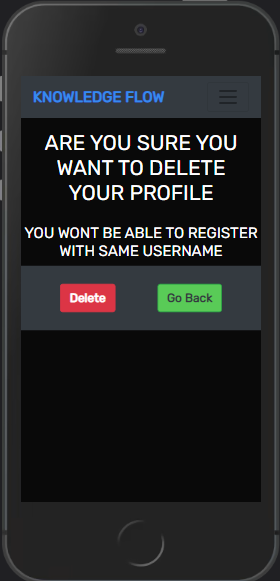 KNOWLEDGE FLOW
ARE YOU SURE YOU
WANT TO DELETE
YOUR PROFILE
YOU WONT BE ABLE TO REGISTER
WITH SAME USERNAME
Delete Go Back